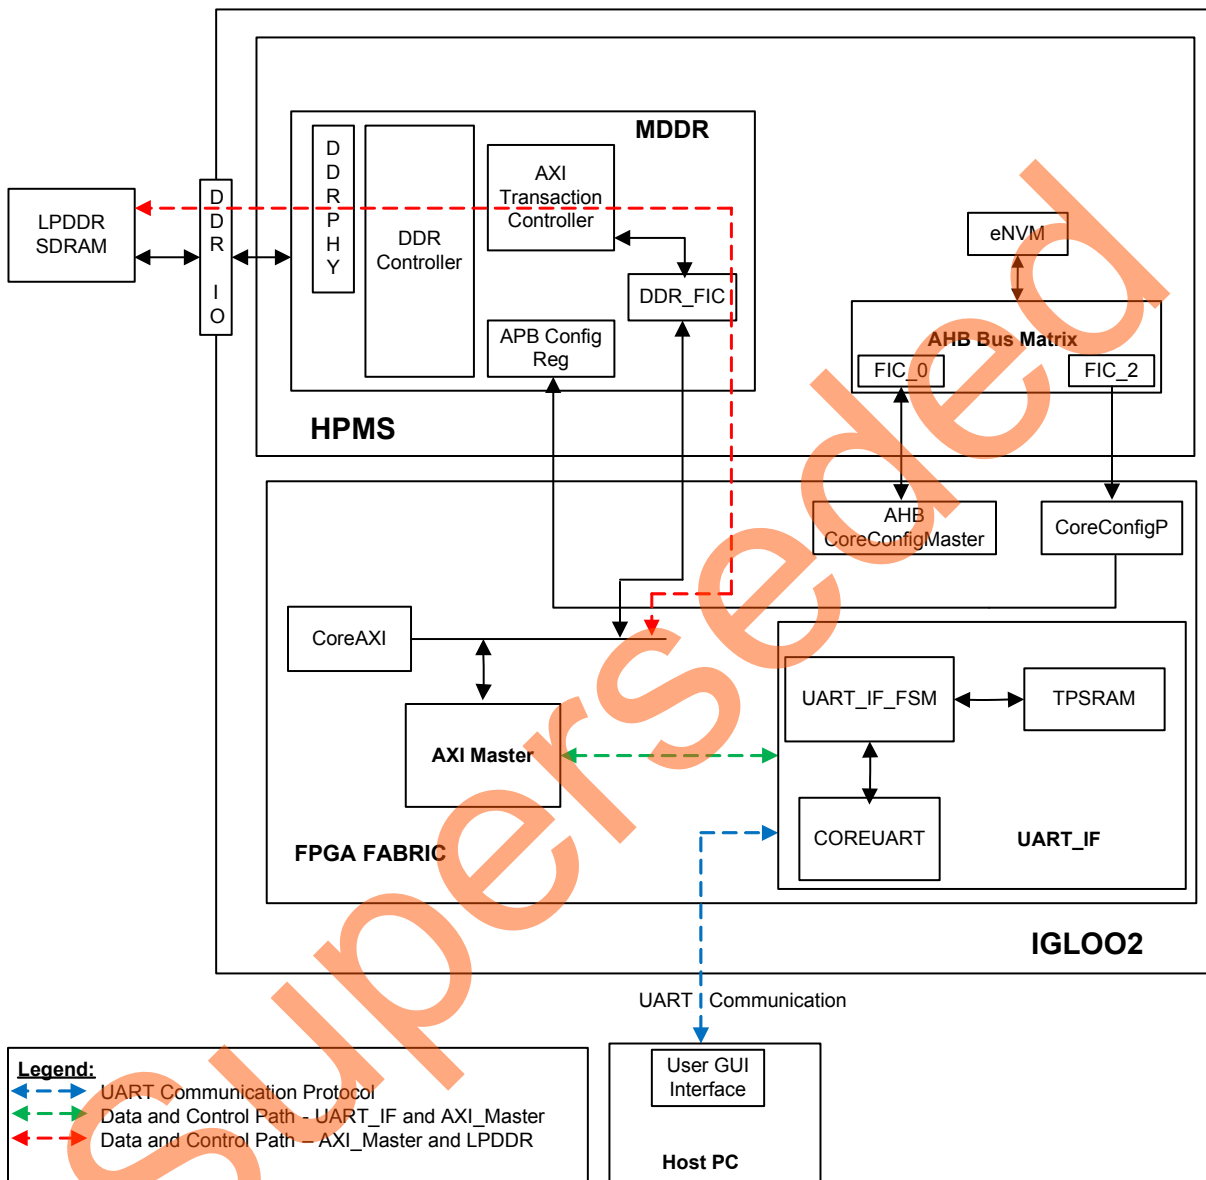 MDDR
D
D
R
P
H
Y
DDR
Controller
AXI
Transaction
Controller
DDR_FIC
APB Config
Reg
HPMS
LPDDR
SDRAM
D
D
R
IO
eNVM
AHB Bus Matrix
FIC_0
FIC_2
AHB
CoreConfigMaster
CoreConfigP
CoreAXI
AXI Master
UART_IF_FSM
TPSRAM
COREUART
UART_IF
FPGA FABRIC
IGLOO2
UART Communication
User GUI
Interface
Host PC
Legend:
UART Communication Protocol
Data and Control Path - UART_IF and AXI_Master
Data and Control Path – AXI_Master and LPDDR
Superseded